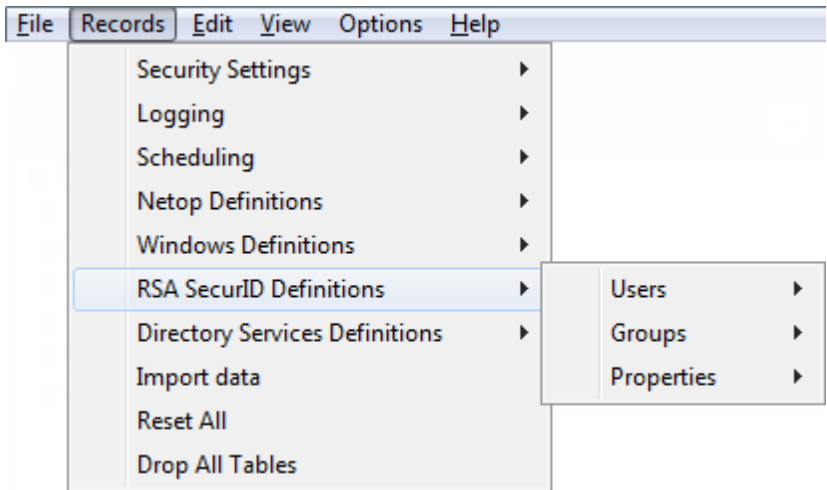 File Records Edit View Options Help
Security Settings
Logging
Scheduling
Netop Definitions
Windows Definitions
RSA SecurID Definitions
Users
Directory Services Definitions
Groups
Import data
Properties
Reset All
Drop All Tables